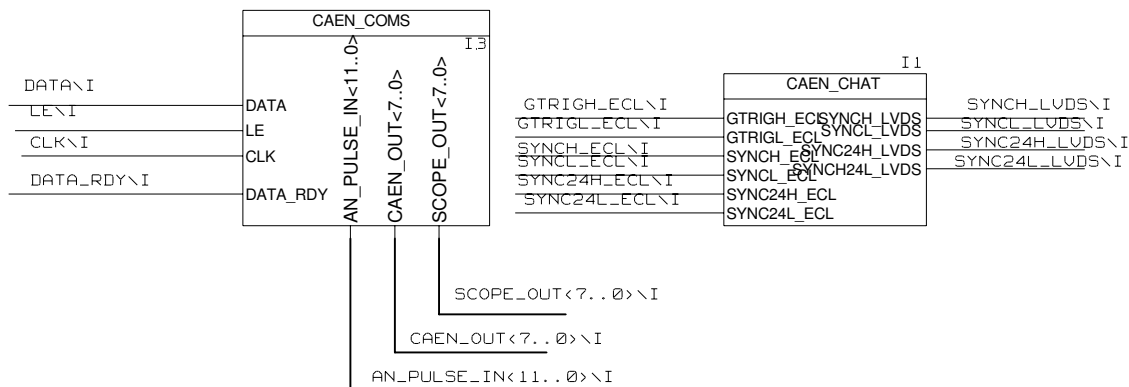 CAEN_COMS
I3
DATA\I
DATA
LE\I
LE
CLK\I
CLK
DATA_RDY\I
DATA_RDY
AN_PULSE_IN<11..0>
CAEN_OUT<7..0>
SCOPE_OUT<7..0>
SCOPE_OUT<7..0>\I
CAEN_OUT<7..0>\I
AN_PULSE_IN<11..0>\I
I1
CAEN_CHAT
GTRIGH_ECL\I
GTRIGL_ECL\I
SYNCH_ECL\I
SYNCL_ECL\I
SYNC24H_ECL\I
SYNC24L_ECL\I
GTRIGH_ECL
GTRIGL_ECL
SYNCH_ECL
SYNCL_ECL
SYNC24H_ECL
SYNC24L_ECL
SYNCH_LVDS
SYNCL_LVDS
SYNC24H_LVDS
SYNCH24L_LVDS
SYNCH_LVDS\I
SYNCL_LVDS\I
SYNC24H_LVDS\I
SYNC24L_LVDS\I